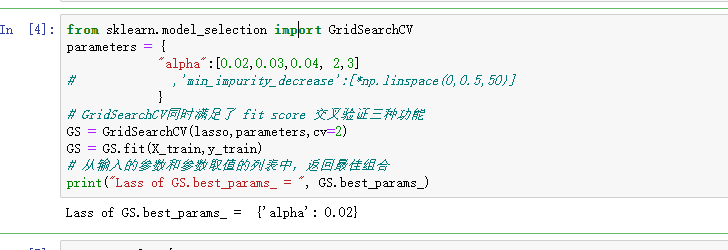 In [4]: from sklearn.model_selection import GridSearchCV
parameters = {
"alpha":[0.02,0.03,0.04, 2,3]
# ,'min_impurity_decrease':[*np.linspace(0,0.5,50)]
}
# GridSearchCV同时满足了 fit score 交叉验证三种功能
GS = GridSearchCV(lasso,parameters,cv=2)
GS = GS.fit(X_train,y_train)
# 从输入的参数和参数取值的列表中，返回最佳组合
print("Lass of GS.best_params_ = ", GS.best_params_)
Lass of GS.best_params_ =  {'alpha': 0.02}